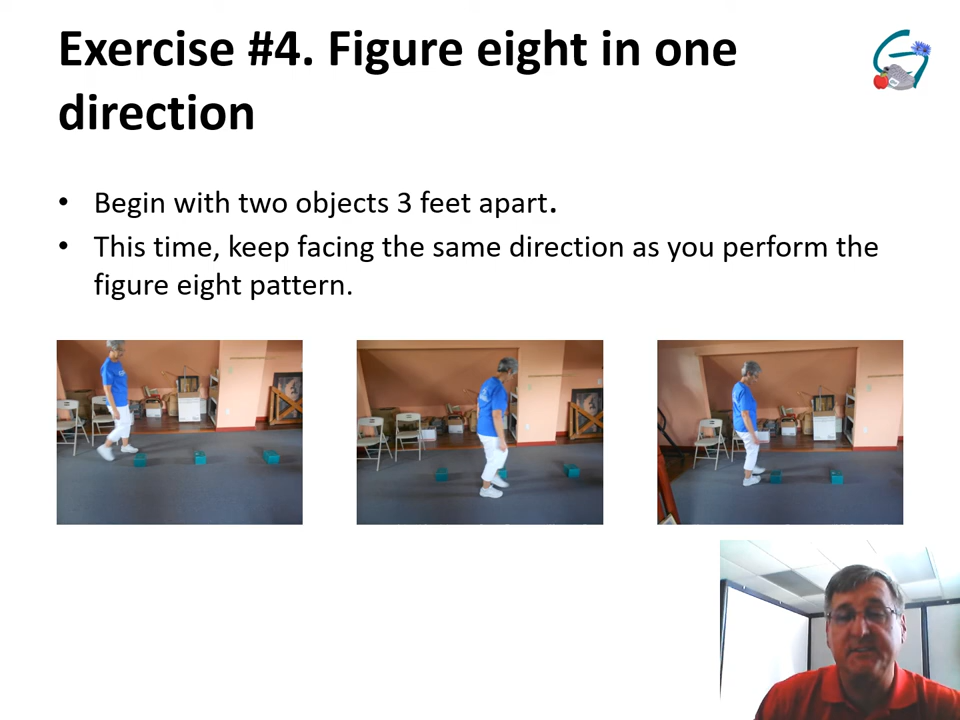 Exercise #4. Figure eight in one
direction
• Begin with two objects 3 feet apart.
• This time, keep facing the same direction as you perform the
figure eight pattern.